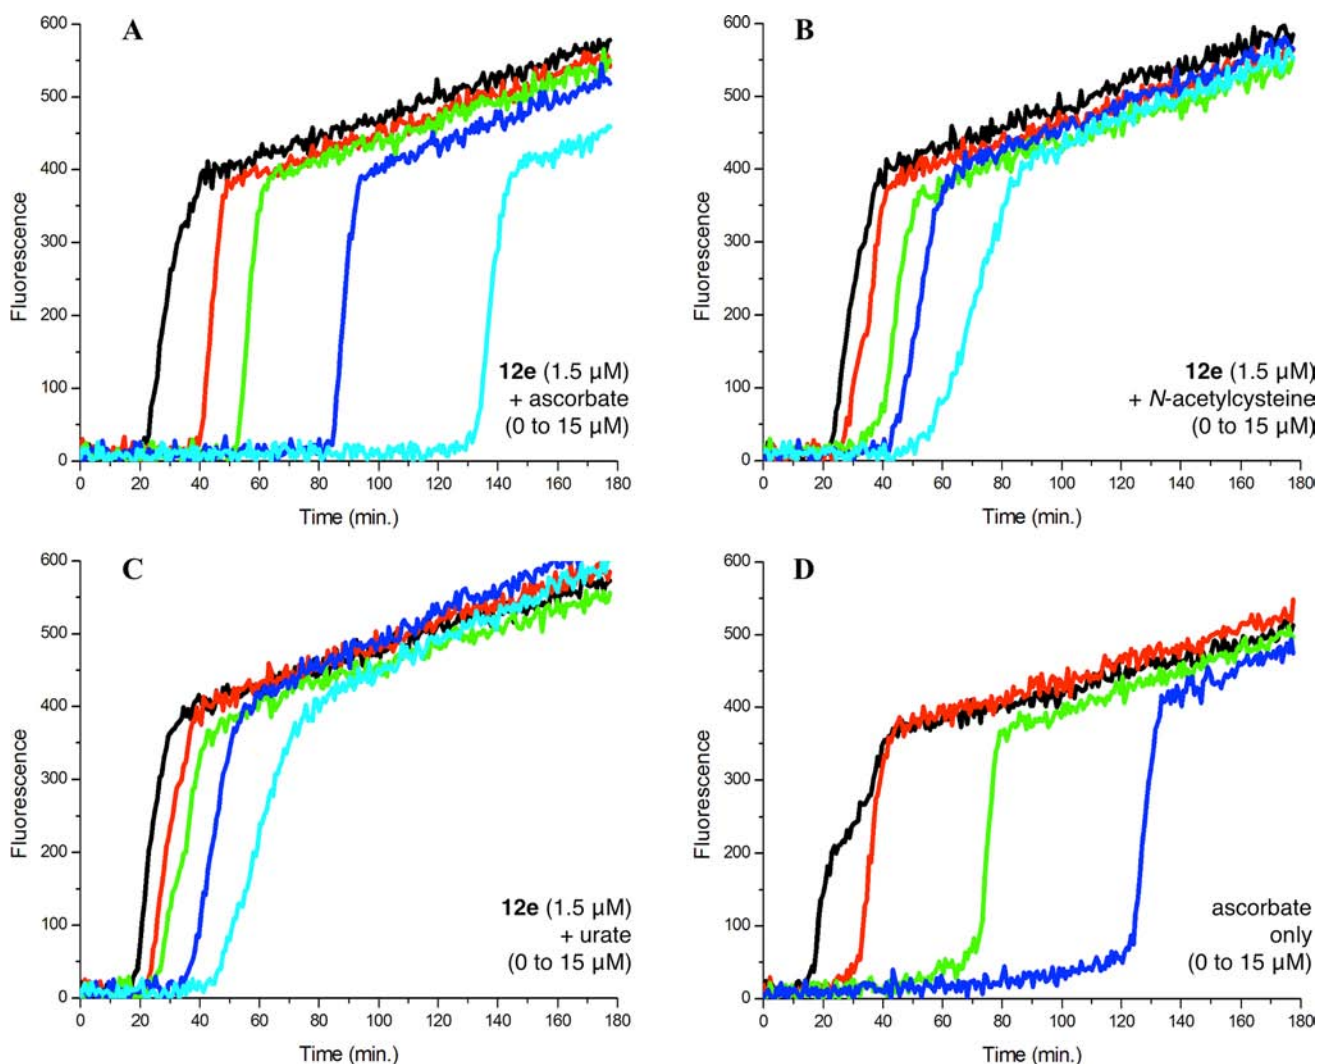 A
600
500
400
300
200
100
0
Fluorescence
0 20 40 60 80 100 120 140 160 180
Time (min.)
12e (1.5 µM)
+ ascorbate
(0 to 15 µM)
B
600
500
400
300
200
100
0
Fluorescence
0 20 40 60 80 100 120 140 160 180
Time (min.)
12e (1.5 µM)
+ N-acetylcysteine
(0 to 15 µM)
C
600
500
400
300
200
100
0
Fluorescence
0 20 40 60 80 100 120 140 160 180
Time (min.)
12e (1.5 µM)
+ urate
(0 to 15 µM)
D
600
500
400
300
200
100
0
Fluorescence
0 20 40 60 80 100 120 140 160 180
Time (min.)
ascorbate
only
(0 to 15 µM)